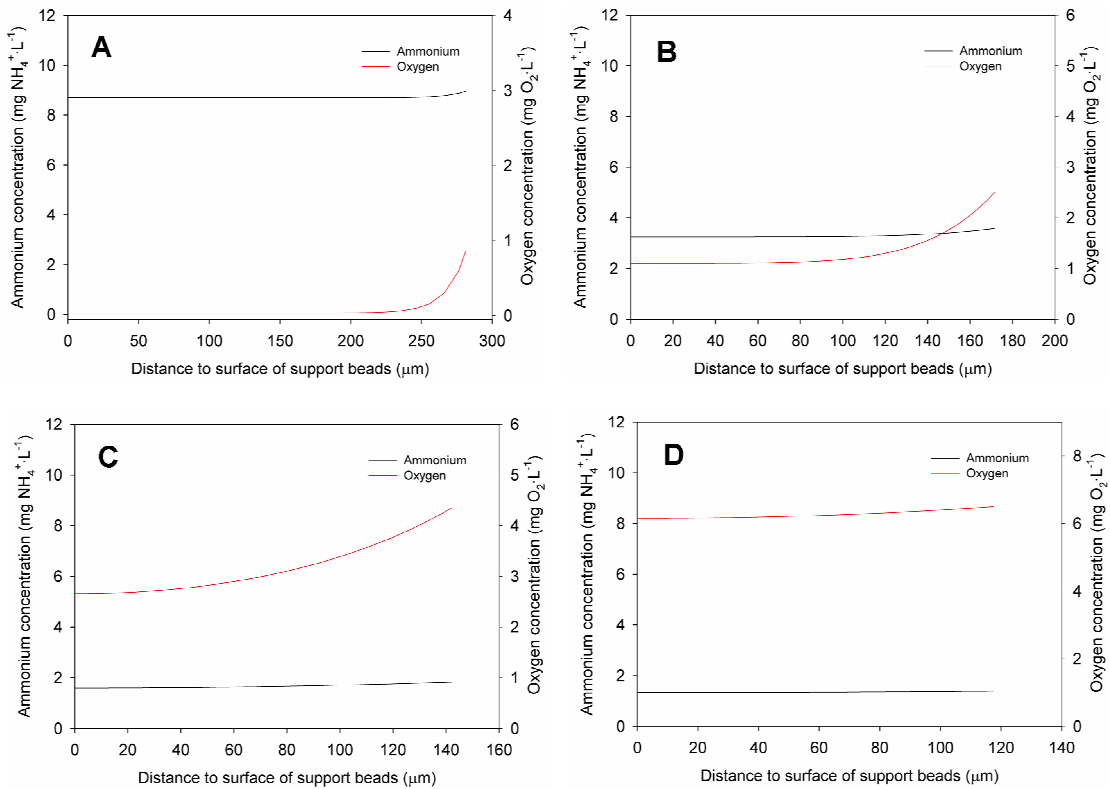 A
Ammonium
Oxygen
Ammonium concentration (mg NH₄⁺·L⁻¹)
12
10
8
6
4
2
0
Oxygen concentration (mg O₂·L⁻¹)
4
3
2
1
0
0 50 100 150 200 250 300
Distance to surface of support beads (μm)
B
Ammonium
Oxygen
Ammonium concentration (mg NH₄⁺·L⁻¹)
12
10
8
6
4
2
0
Oxygen concentration (mg O₂·L⁻¹)
6
5
4
3
2
1
0
0 20 40 60 80 100 120 140 160 180 200
Distance to surface of support beads (μm)
C
Ammonium
Oxygen
Ammonium concentration (mg NH₄⁺·L⁻¹)
12
10
8
6
4
2
0
Oxygen concentration (mg O₂·L⁻¹)
6
5
4
3
2
1
0
0 20 40 60 80 100 120 140 160
Distance to surface of support beads (μm)
D
Ammonium
Oxygen
Ammonium concentration (mg NH₄⁺·L⁻¹)
12
10
8
6
4
2
0
Oxygen concentration (mg O₂·L⁻¹)
8
6
4
2
0
0 20 40 60 80 100 120 140
Distance to surface of support beads (μm)